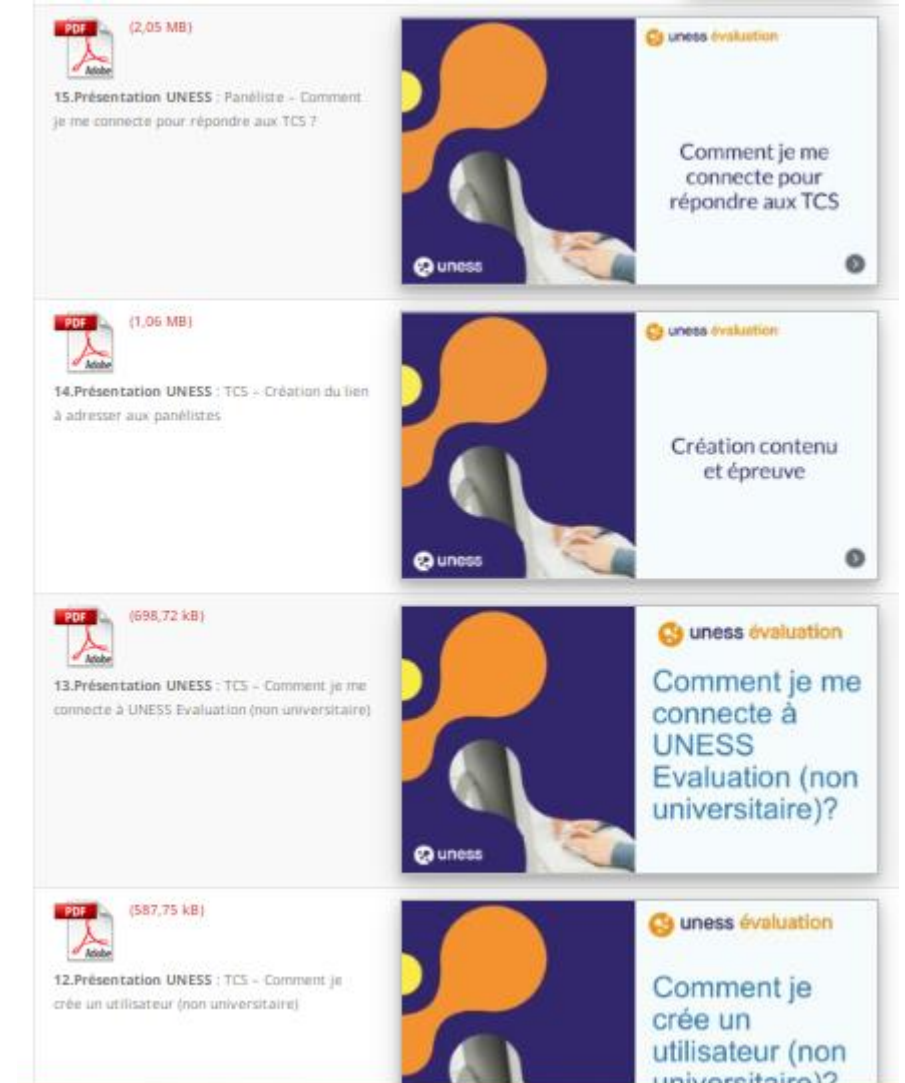 PDF
Adobe
(2,05 MB)
15.Présentation UNESS : Panéliste – Comment
je me connecte pour répondre aux TCS ?
uness évaluation
Comment je me
connecte pour
répondre aux TCS
uness
PDF
Adobe
(1,06 MB)
14.Présentation UNESS : TCS – Création du lien
à adresser aux panélistes
uness évaluation
Création contenu
et épreuve
uness
PDF
Adobe
(698,72 kB)
13.Présentation UNESS : TCS – Comment je me
connecte à UNESS Evaluation (non universitaire)
uness évaluation
Comment je me
connecte à
UNESS
Evaluation (non
universitaire)?
uness
PDF
Adobe
(587,75 kB)
12.Présentation UNESS : TCS – Comment je
crée un utilisateur (non universitaire)
uness évaluation
Comment je
crée un
utilisateur (non
universitaire)?